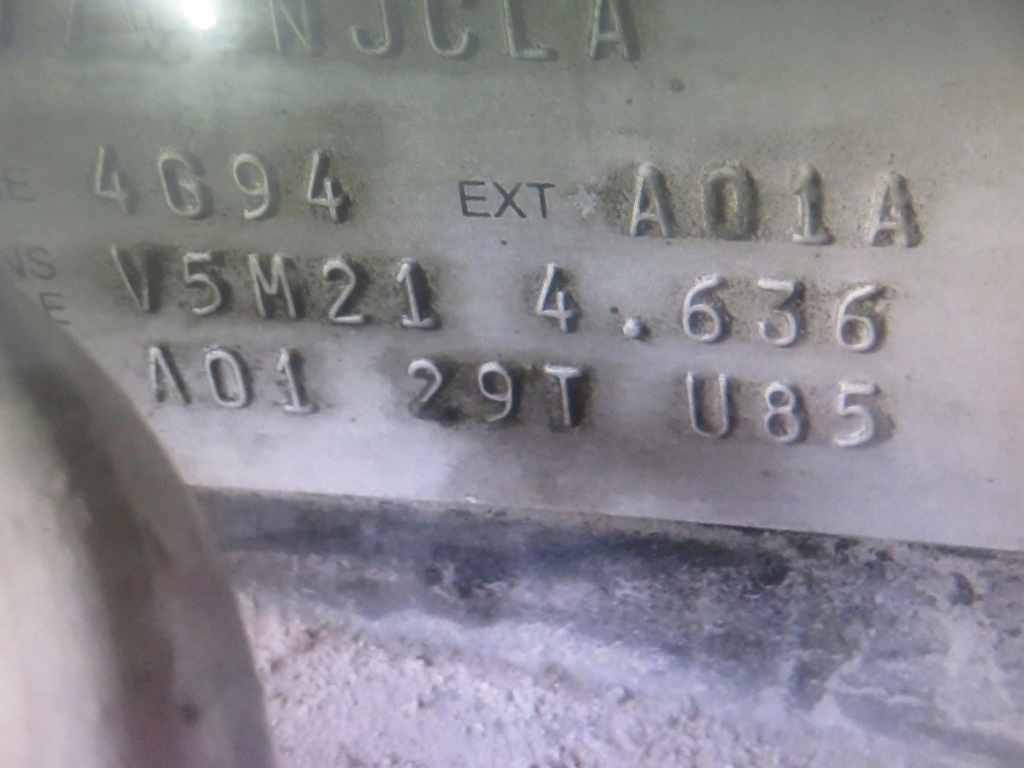 NJCLA
4G94 EXT A01A
V5M21 4.636
A01 29T U85